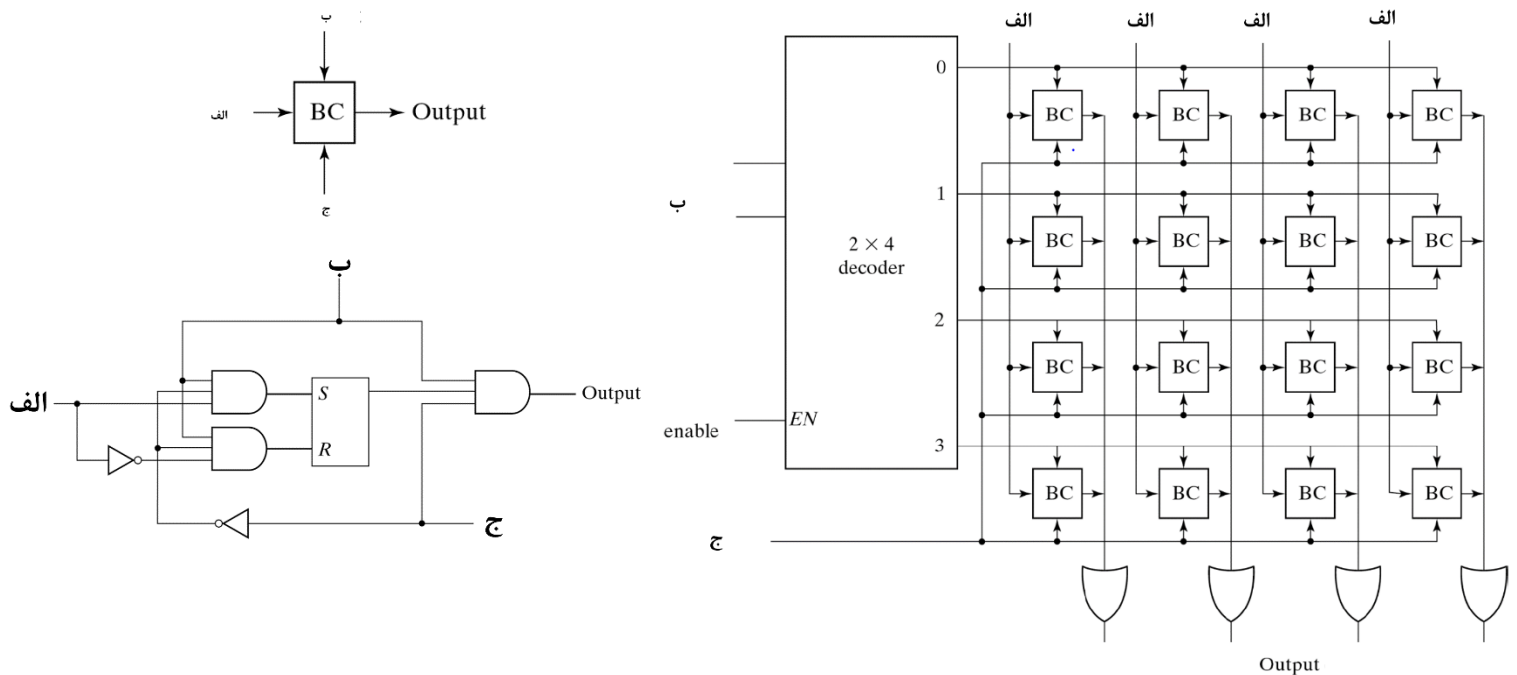 ب
الف
BC
Output
ج
ب
الف
S
R
Output
ج
الف الف الف الف
0
BC BC BC BC
1
ب
2 × 4
decoder
BC BC BC BC
2
BC BC BC BC
enable
EN
3
BC BC BC BC
ج
Output